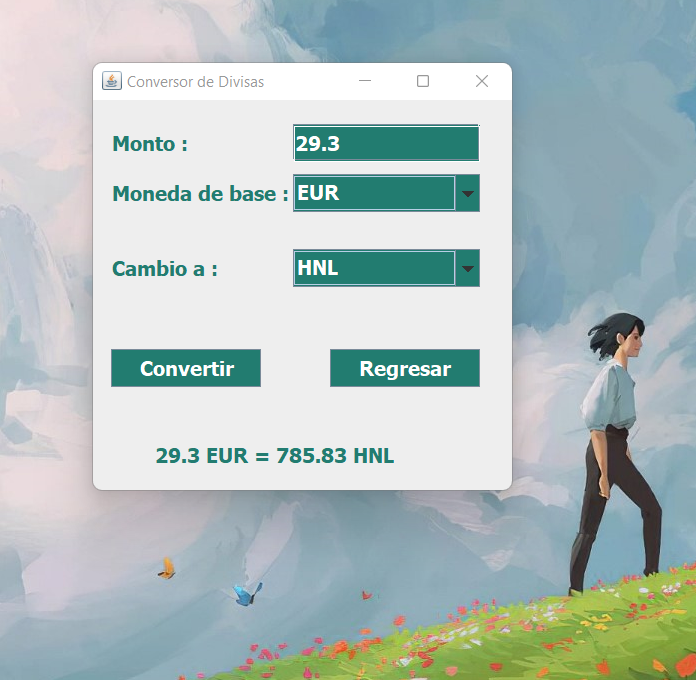 Conversor de Divisas
Monto : 29.3
Moneda de base : EUR
Cambio a : HNL
Convertir Regresar
29.3 EUR = 785.83 HNL